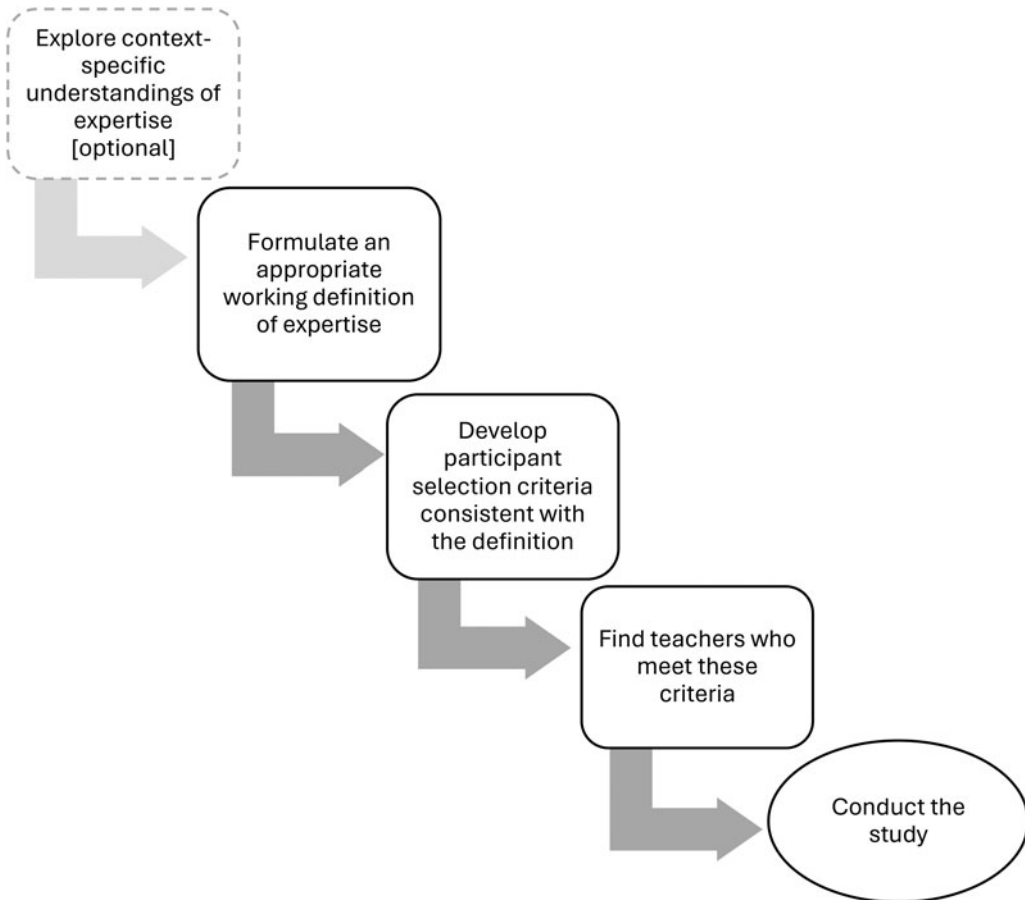 Explore context-
specific
understandings of
expertise
[optional]
Formulate an
appropriate
working definition
of expertise
Develop
participant
selection criteria
consistent with
the definition
Find teachers who
meet these
criteria
Conduct the
study